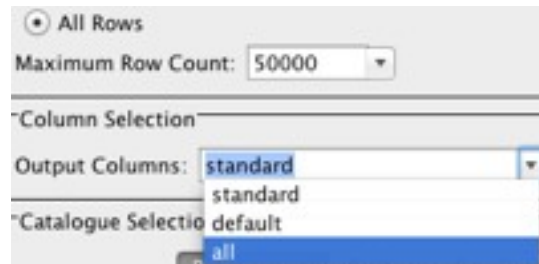 All Rows
Maximum Row Count: 50000
Column Selection
Output Columns: standard
standard
Catalogue Selectio default
all